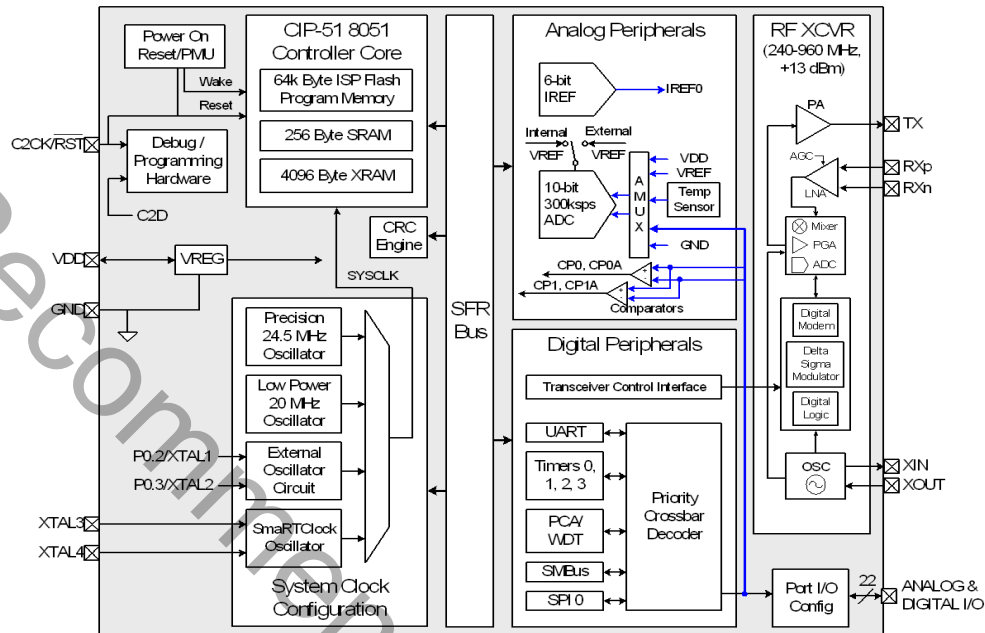 Power On
Reset/PMU
Wake
Reset
C2CK/RST
Debug /
Programming
Hardware
C2D
VDD
VREG
GND
CIP-51 8051
Controller Core
64k Byte ISP Flash
Program Memory
256 Byte SRAM
4096 Byte XRAM
CRC
Engine
SYSCLK
Precision
24.5 MHz
Oscillator
Low Power
20 MHz
Oscillator
P0.2/XTAL1
P0.3/XTAL2
External
Oscillator
Circuit
XTAL3
XTAL4
SmaRTClock
Oscillator
System Clock
Configuration
SFR
Bus
Analog Peripherals
6-bit
IREF
IREF0
Internal
External
VREF
VREF
10-bit
300ksps
ADC
A
M
U
X
VDD
VREF
Temp
Sensor
GND
CP0, CP0A
+
-
CP1, CP1A
+
-
Comparators
Digital Peripherals
Transceiver Control Interface
UART
Timers 0,
1, 2, 3
PCA/
WDT
SMBus
SPI 0
Priority
Crossbar
Decoder
RF XCVR
(240-960 MHz,
+13 dBm)
PA
TX
AGC
LNA
RXp
RXn
Mixer
PGA
ADC
Digital
Modem
Delta
Sigma
Modulator
Digital
Logic
OSC
XIN
XOUT
Port I/O
Config
22
ANALOG &
DIGITAL I/O